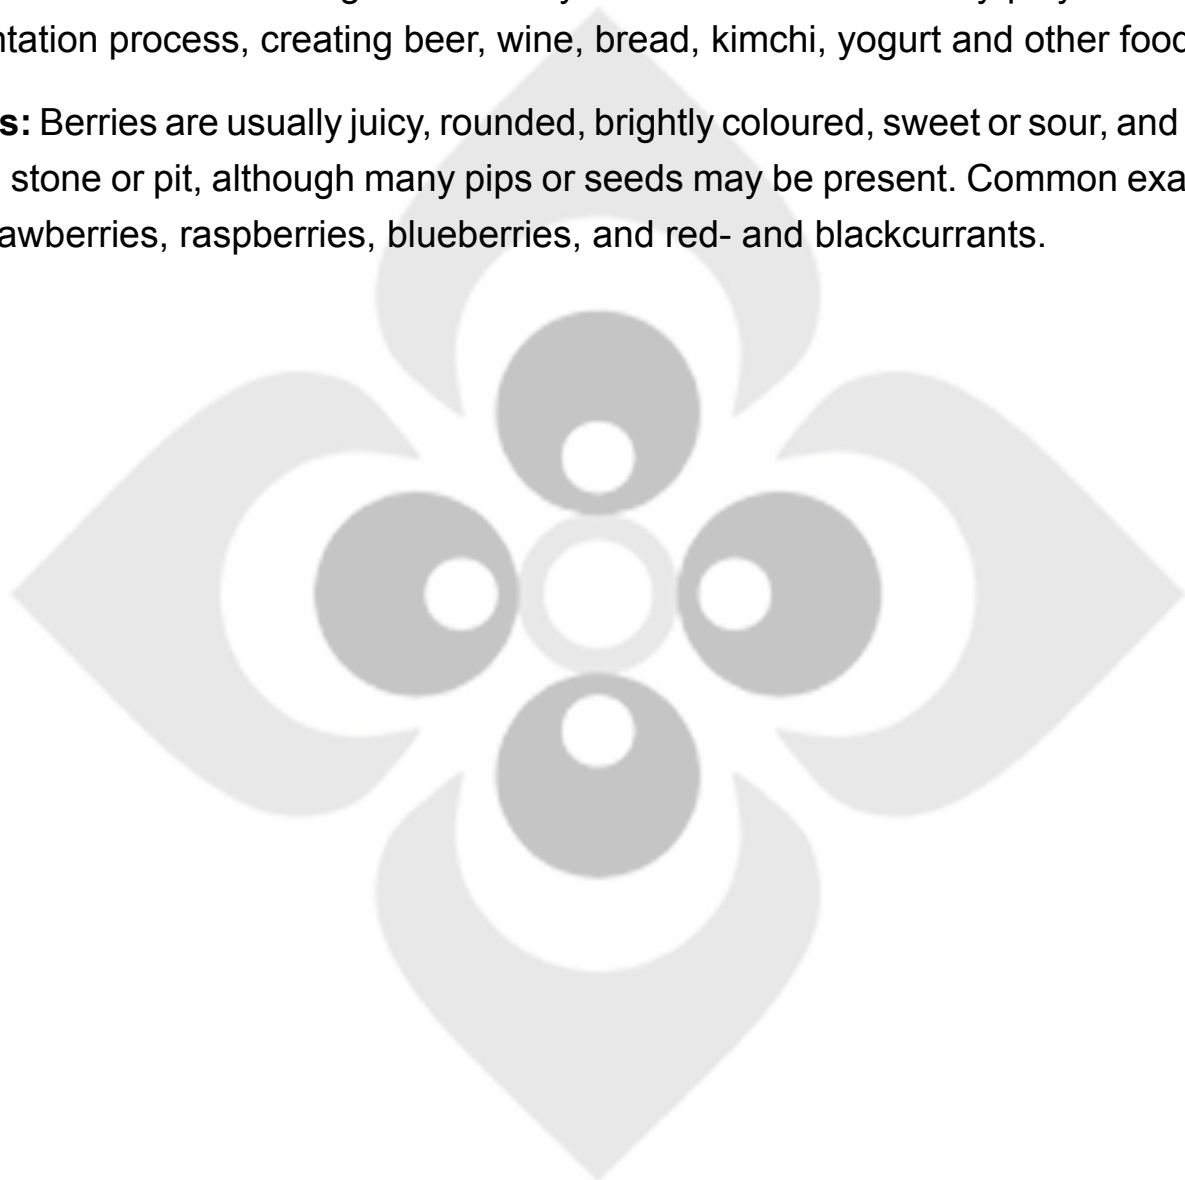 ntation process, creating beer, wine, bread, kimchi, yogurt and other food
s: Berries are usually juicy, rounded, brightly coloured, sweet or sour, and
stone or pit, although many pips or seeds may be present. Common exa
awberries, raspberries, blueberries, and red- and blackcurrants.